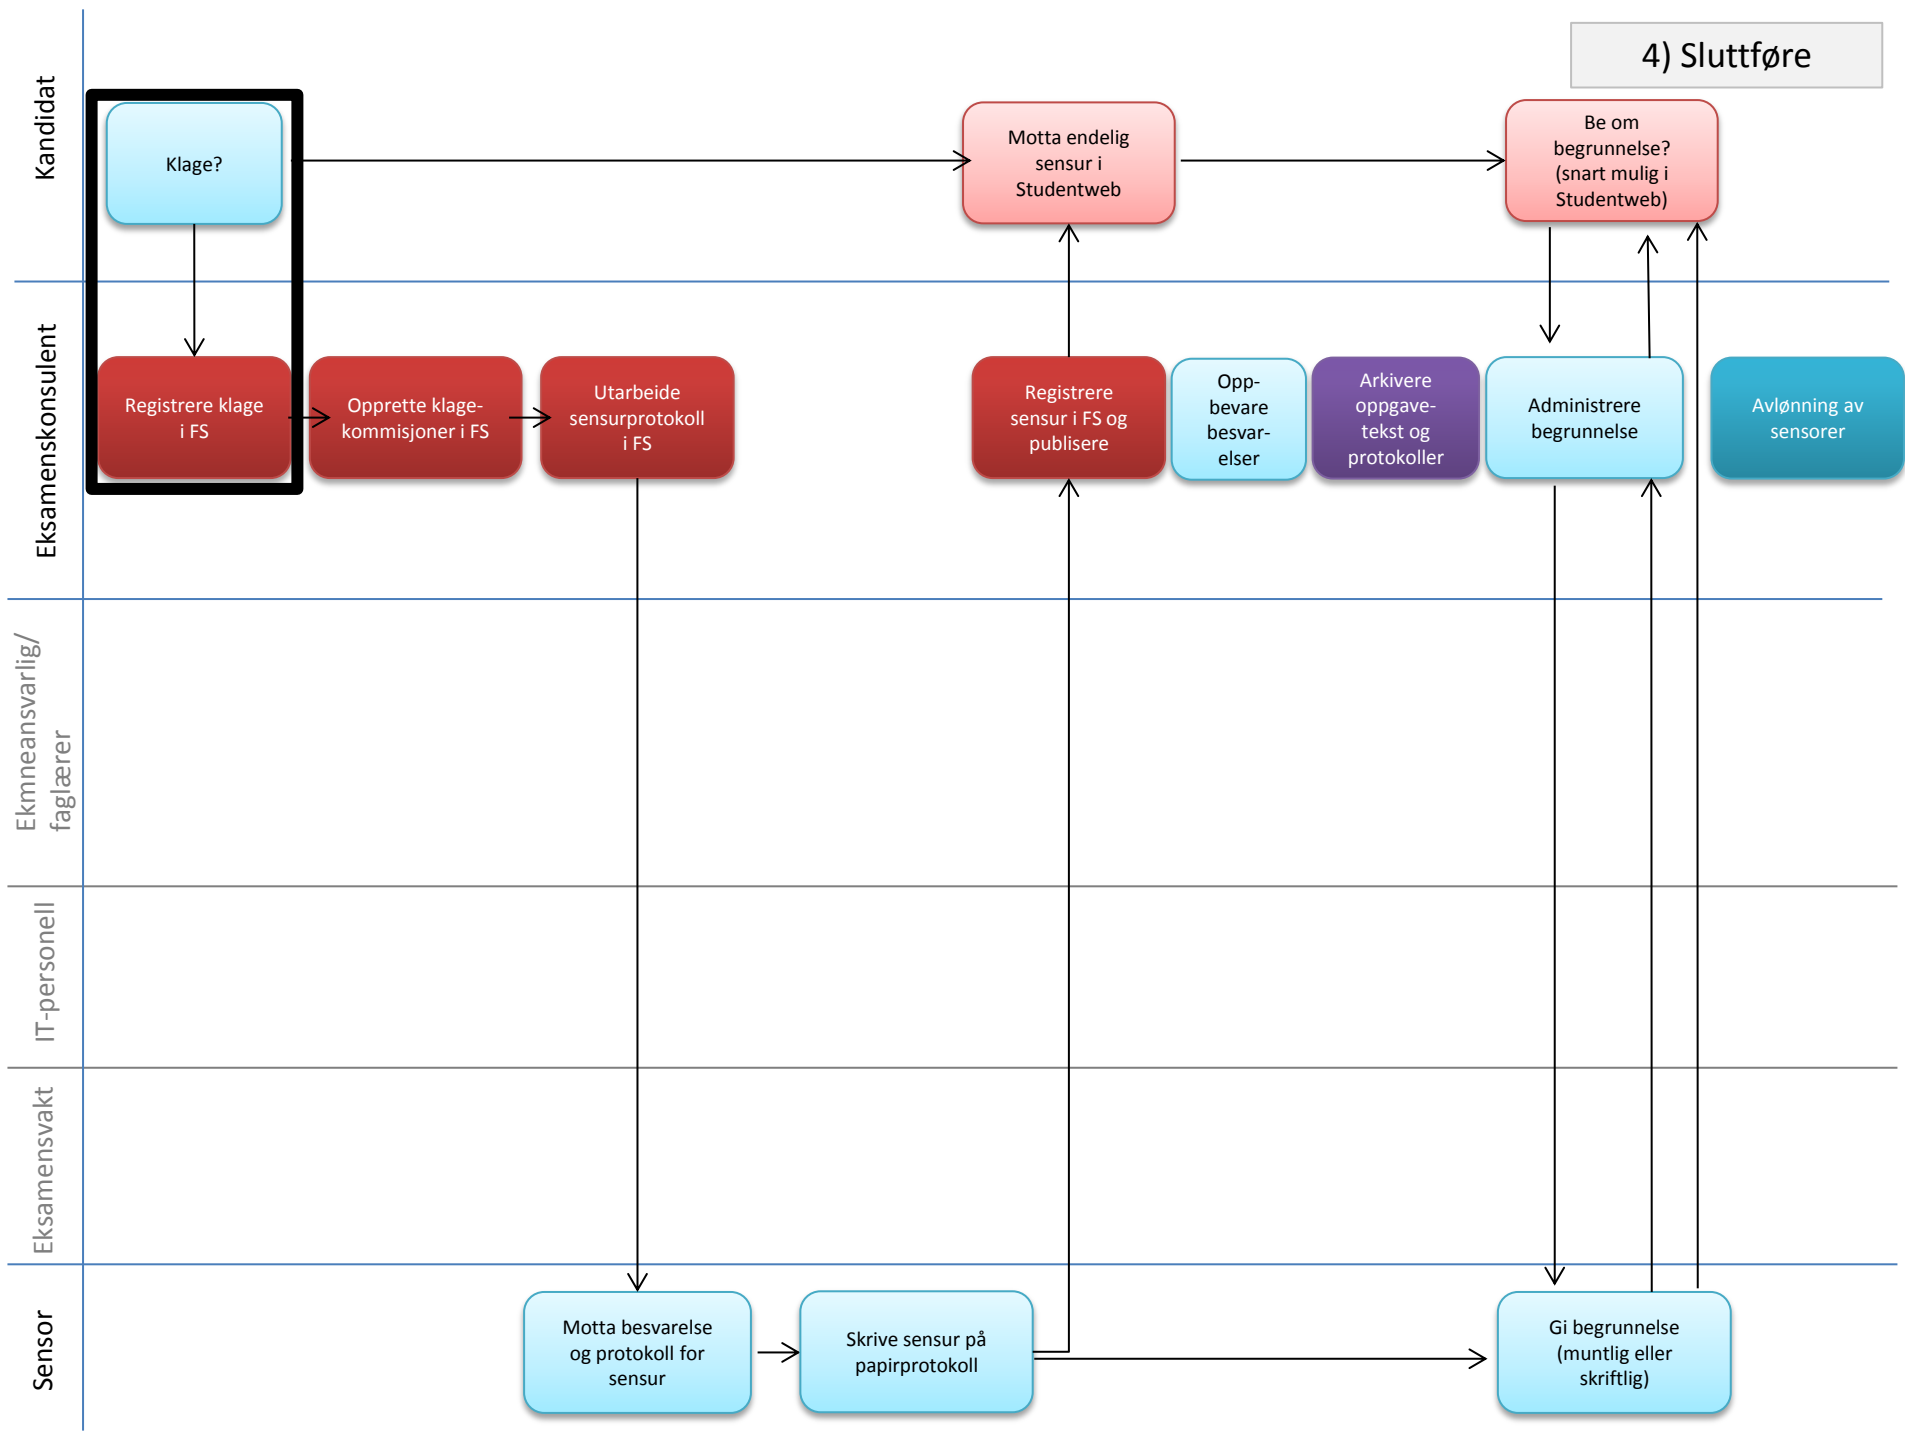 4) Sluttføre
Kandidat
Klage?
Motta endelig
sensur i
Studentweb
Be om
begrunnelse?
(snart mulig i
Studentweb)
Eksamenskonsulent
Registrere klage
i FS
Opprette klage-
kommisjoner i FS
Utarbeide
sensurprotokoll
i FS
Registrere
sensur i FS og
publisere
Opp-
bevare
besvar-
elser
Arkivere
oppgave-
tekst og
protokoller
Administrere
begrunnelse
Avlønning av
sensorer
Ekmneansvarlig/
faglærer
IT-personell
Eksamensvakt
Sensor
Motta besvarelse
og protokoll for
sensur
Skrive sensur på
papirprotokoll
Gi begrunnelse
(muntlig eller
skriftlig)